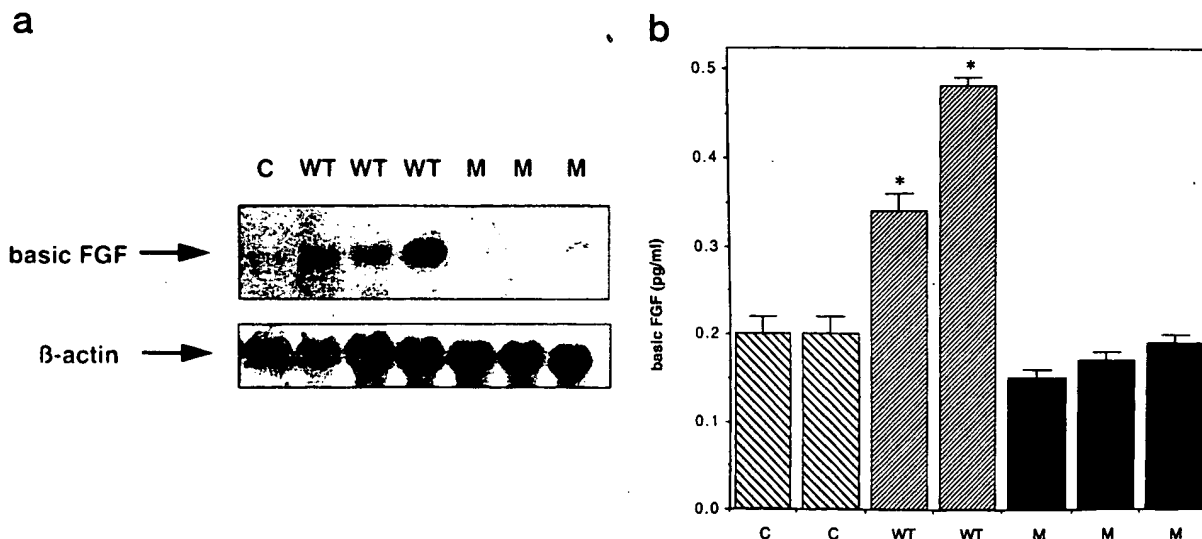 a
C WT WT WT M M M
basic FGF
ß-actin
b
basic FGF (pg/ml)
0.5
0.4
0.3
0.2
0.1
0.0
* *
C C WT WT M M M